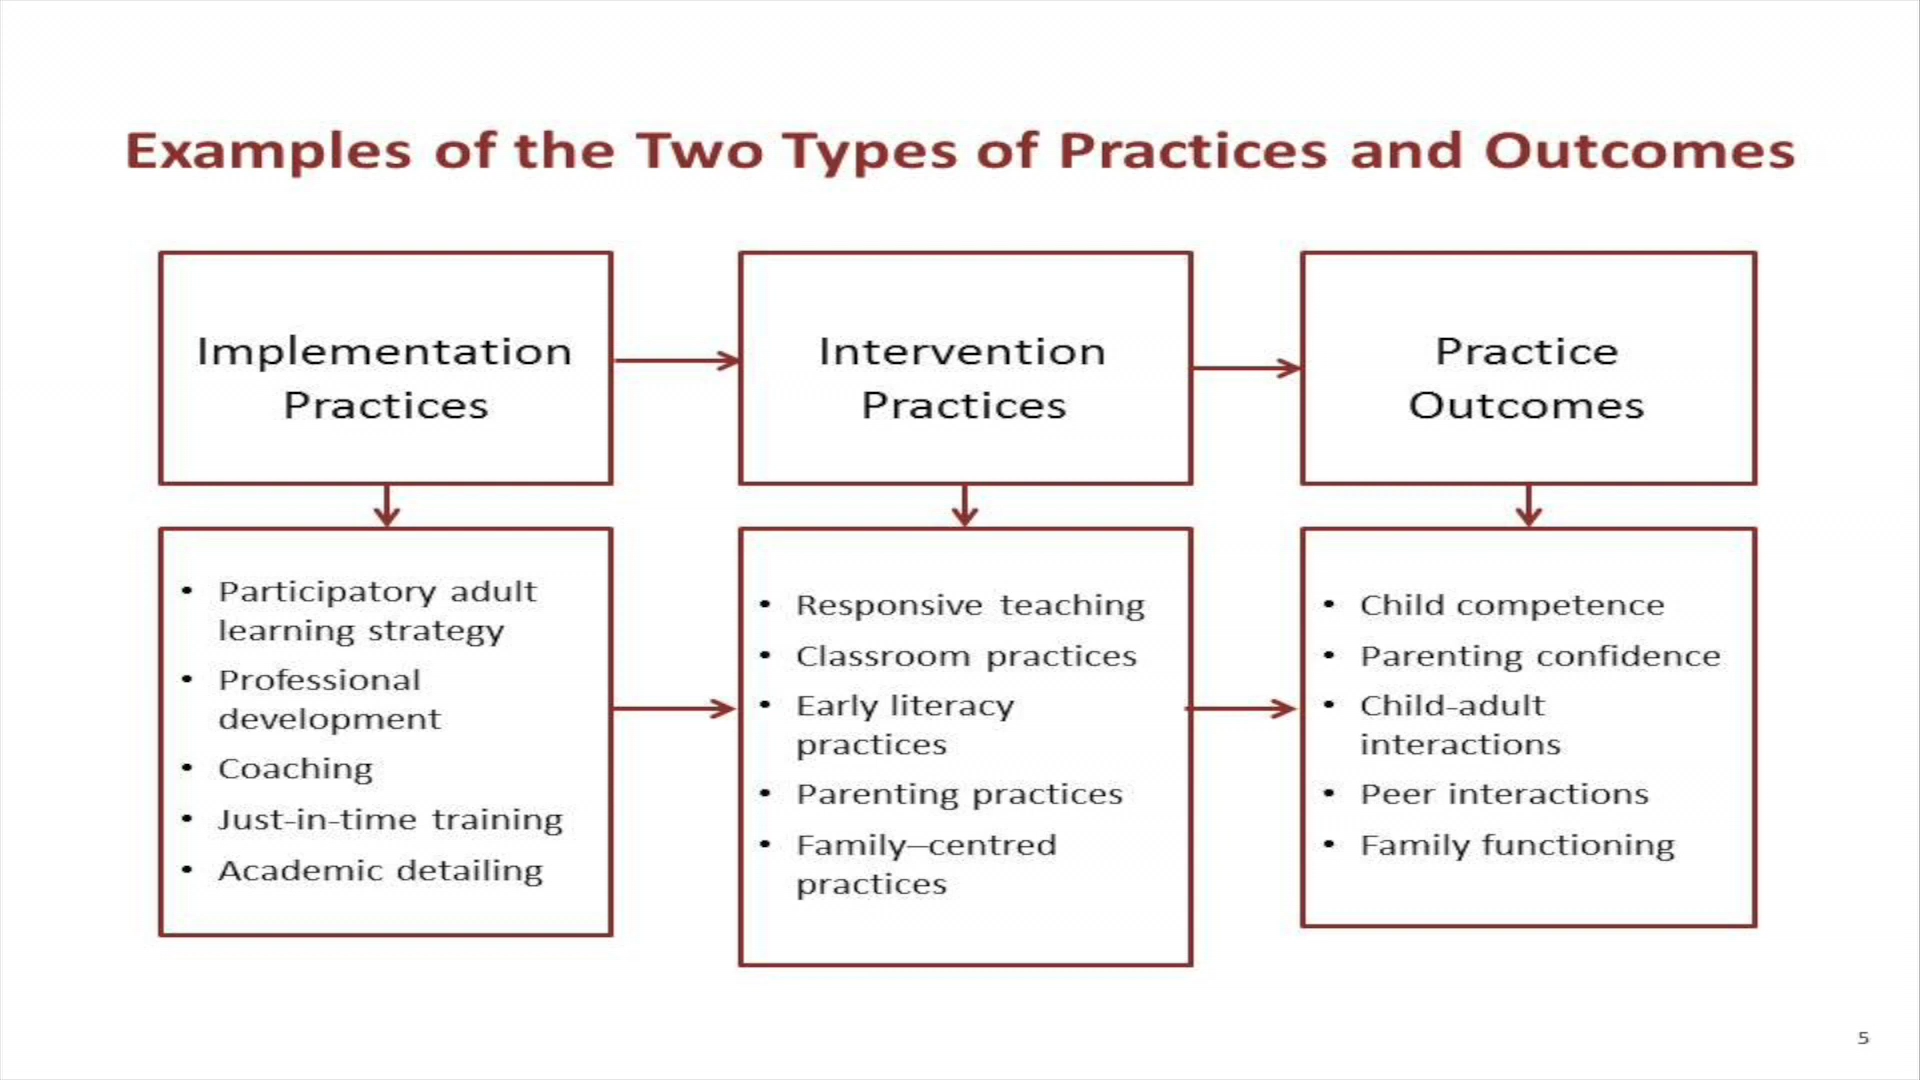 Examples of the Two Types of Practices and Outcomes
Implementation
Practices
Intervention
Practices
Practice
Outcomes
• Participatory adult
learning strategy
• Professional
development
• Coaching
• Just-in-time training
• Academic detailing
• Responsive teaching
• Classroom practices
• Early literacy
practices
• Parenting practices
• Family–centred
practices
• Child competence
• Parenting confidence
• Child-adult
interactions
• Peer interactions
• Family functioning
5